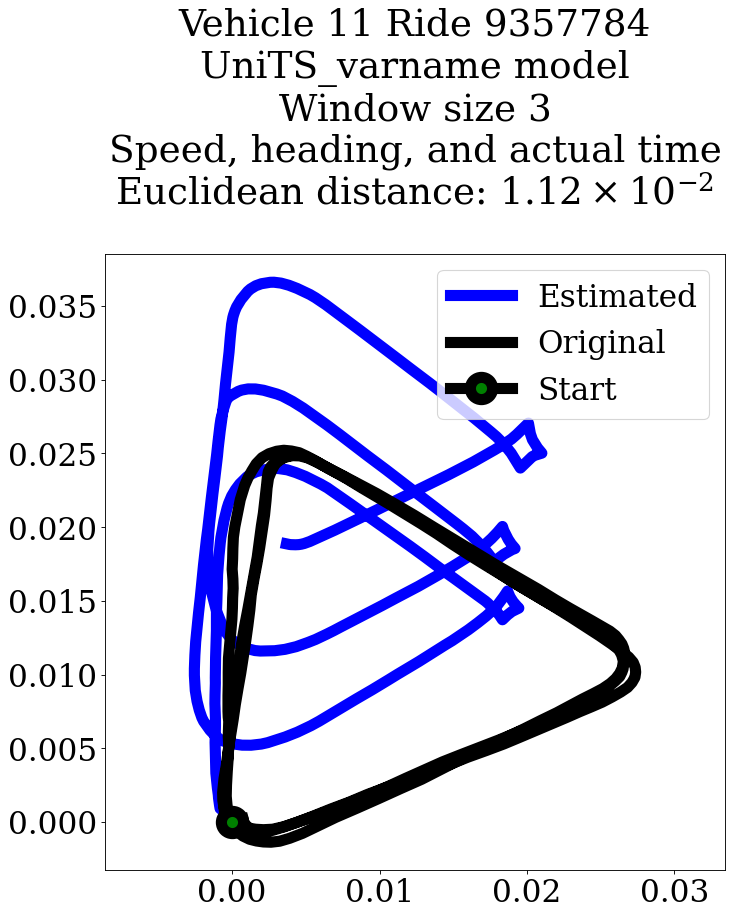 Vehicle 11 Ride 9357784
UniTS_varname model
Window size 3
Speed, heading, and actual time
Euclidean distance: 1.12 × 10⁻²
Estimated
Original
Start
0.035
0.030
0.025
0.020
0.015
0.010
0.005
0.000
0.00 0.01 0.02 0.03